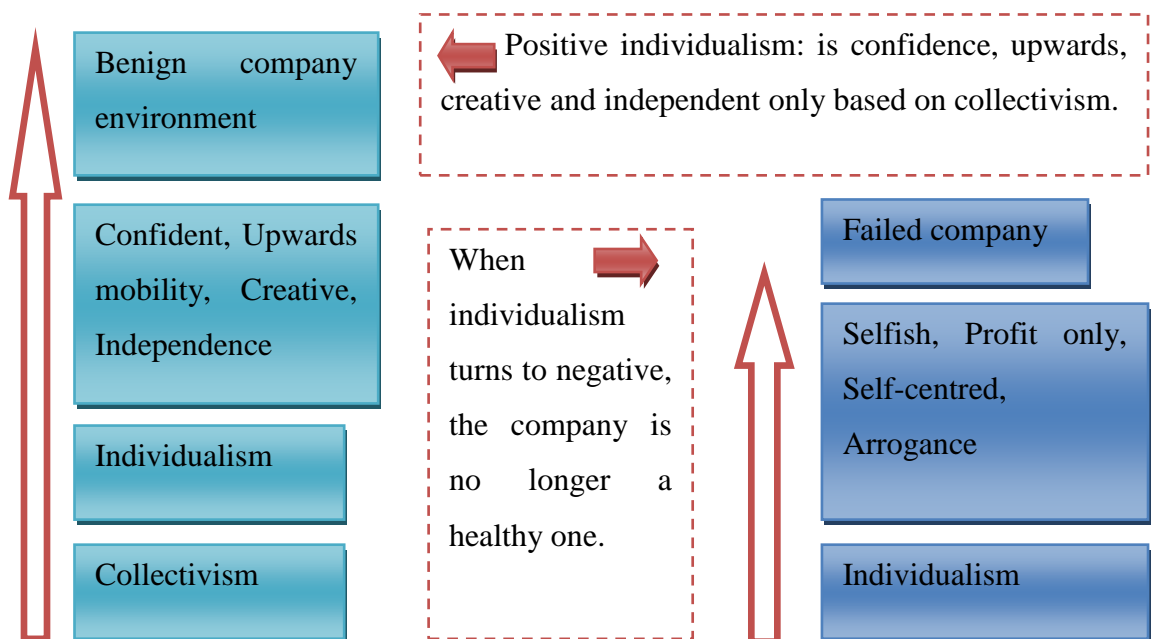 Benign company
environment
Positive individualism: is confidence, upwards,
creative and independent only based on collectivism.
Confident, Upwards
mobility, Creative,
Independence
Individualism
Collectivism
When
individualism
turns to negative,
the company is
no longer a
healthy one.
Failed company
Selfish, Profit only,
Self-centred,
Arrogance
Individualism